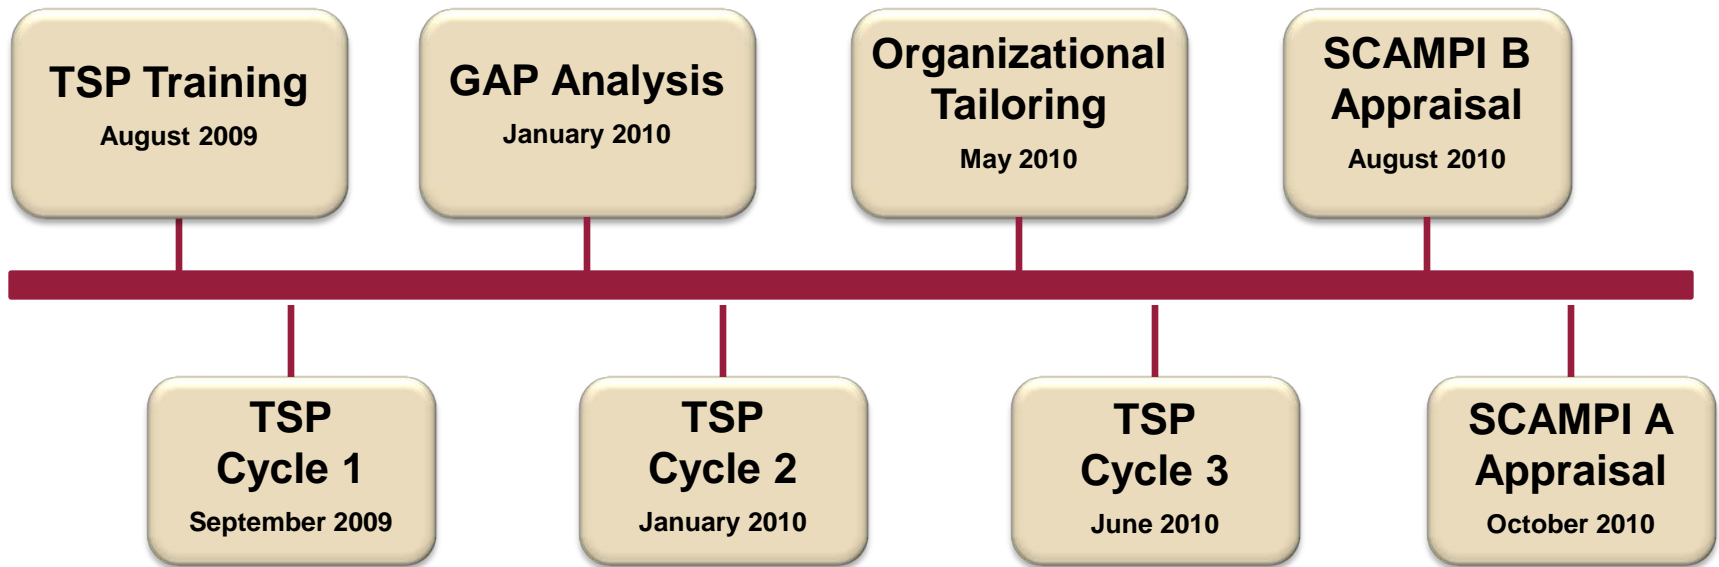 TSP Training
August 2009
GAP Analysis
January 2010
Organizational
Tailoring
May 2010
SCAMPI B
Appraisal
August 2010
TSP
Cycle 1
September 2009
TSP
Cycle 2
January 2010
TSP
Cycle 3
June 2010
SCAMPI A
Appraisal
October 2010